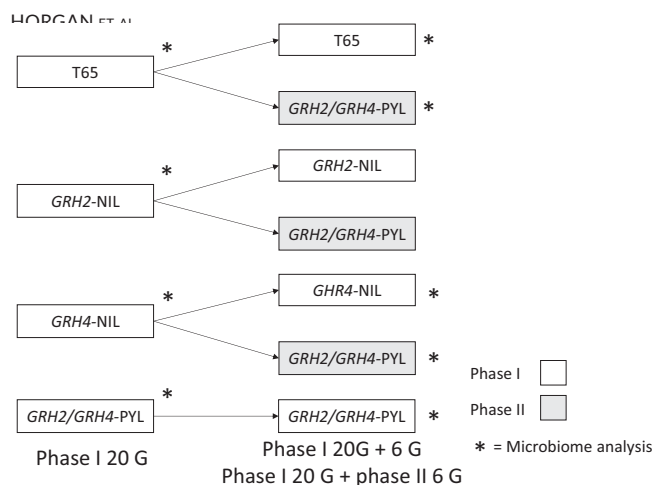 HORGAN ET AL.
*
T65
*
T65
GRH2/GRH4-PYL
*
*
GRH2-NIL
GRH2-NIL
GRH2/GRH4-PYL
*
GHR4-NIL
*
GRH4-NIL
GRH2/GRH4-PYL
*
*
GRH2/GRH4-PYL
GRH2/GRH4-PYL
*
Phase I 20 G
Phase I 20G + 6 G
Phase I 20 G + phase II 6 G
Phase I
Phase II
* = Microbiome analysis